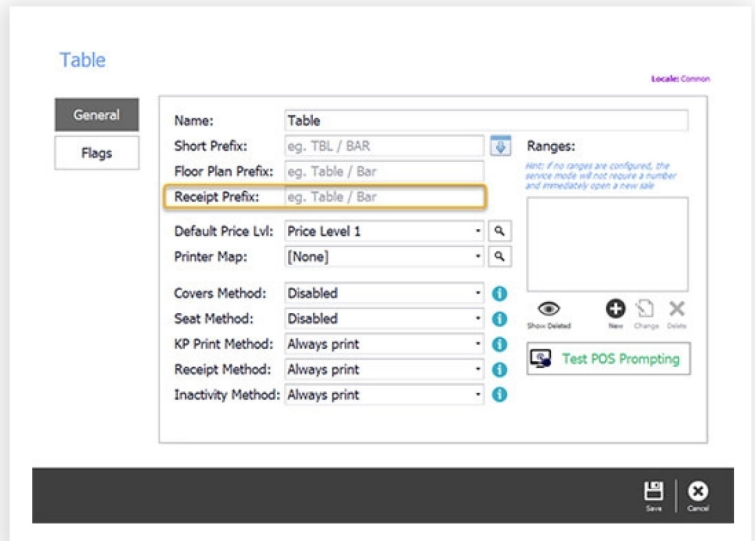 Table
Locale: Common
General
Flags
Name: Table
Short Prefix: eg. TBL / BAR
Floor Plan Prefix: eg. Table / Bar
Receipt Prefix: eg. Table / Bar
Default Price Lvl: Price Level 1
Printer Map: [None]
Covers Method: Disabled
Seat Method: Disabled
KP Print Method: Always print
Receipt Method: Always print
Inactivity Method: Always print
Ranges:
Hint: if no ranges are configured, the
service mode will not require a number
and immediately open a new sale
Show Deleted New Change Delete
Test POS Prompting
Save Cancel